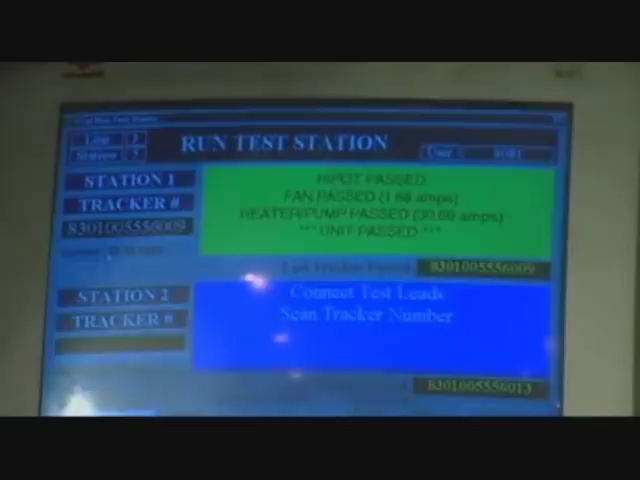 RUN TEST STATION
Line
Station
User :
STATION 1
TRACKER #
8301005556009
HIPOT PASSED
FAN PASSED (1.68 amps)
HEATER/PUMP PASSED (30.66 amps)
*** UNIT PASSED ***
Last Tracker Passed 8301005556009
STATION 2
TRACKER #
Connect Test Leads
Scan Tracker Number
8301005556013